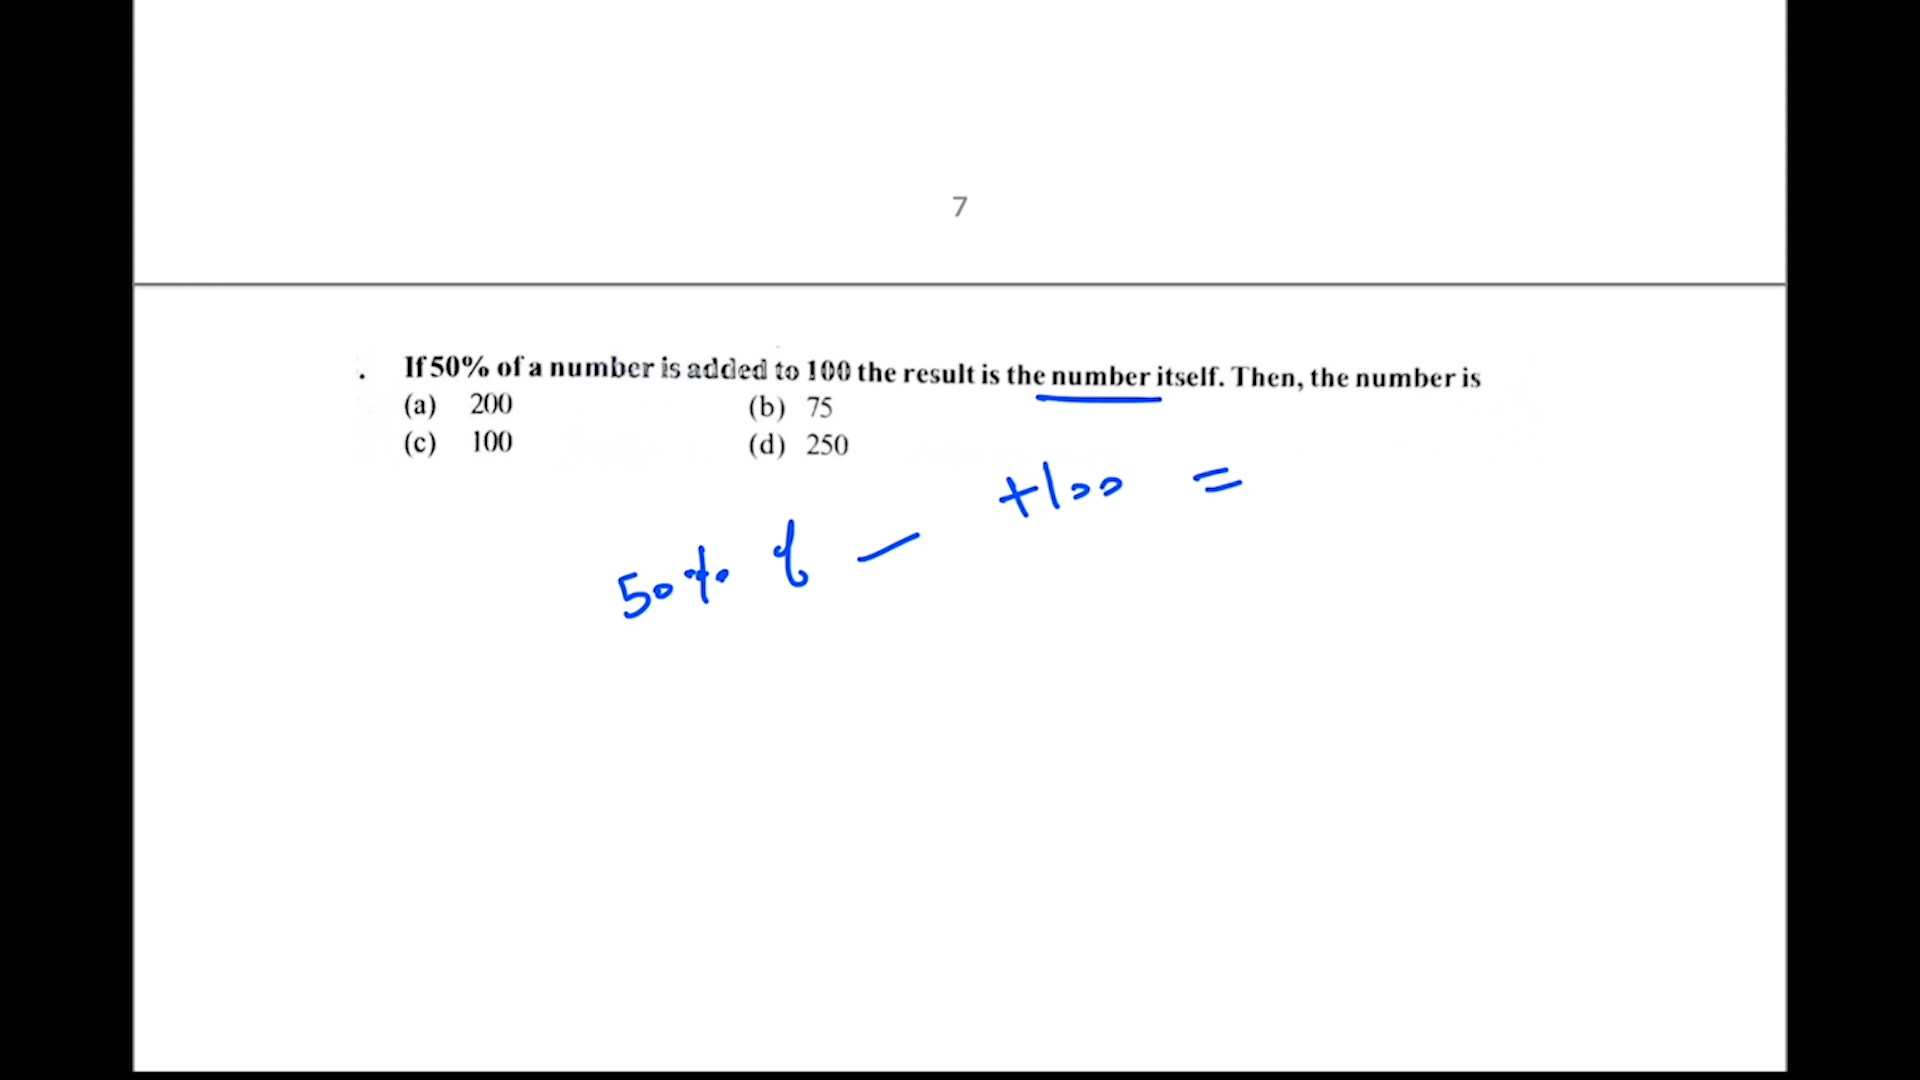 7
. If 50% of a number is added to 100 the result is the number itself. Then, the number is
(a) 200 (b) 75
(c) 100 (d) 250
+100 =
50% of —